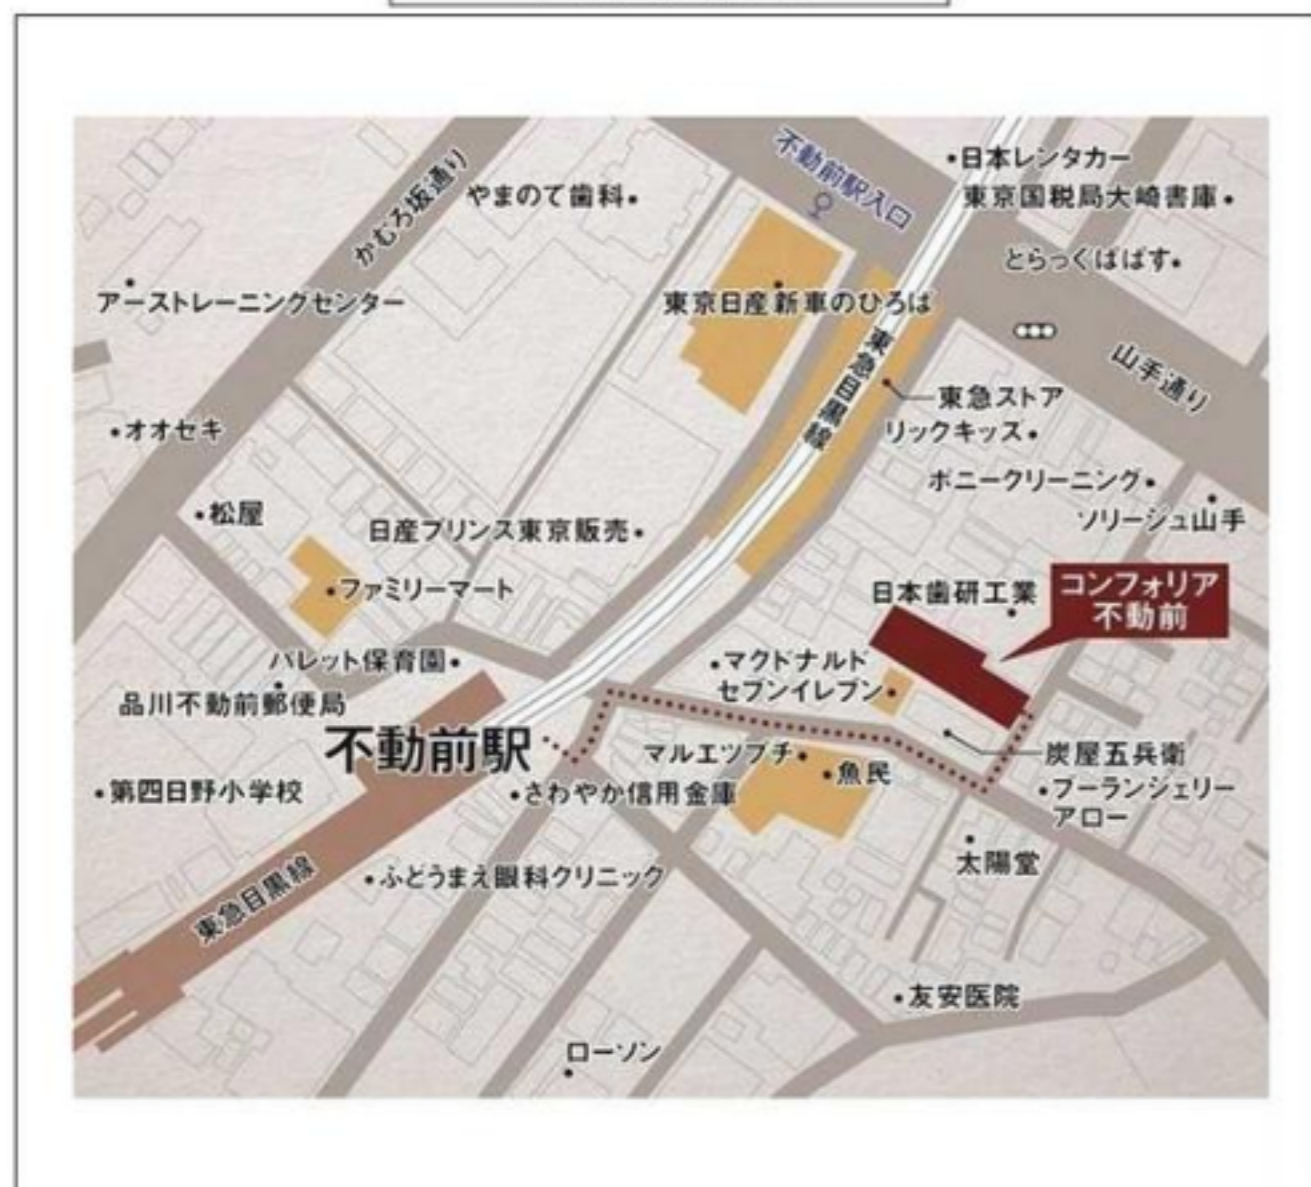 不動前駅入口
日本レンタカー
かむろ坂通り
やまのて歯科
東京国税局大崎書庫
とらっくぱぱす
アーストレーニングセンター
東京日産新車のひろば
東急目黒線
山手通り
東急ストア
オオゼキ
リックキッズ
ポニークリーニング
松屋
日産プリンス東京販売
ソリージュ山手
ファミリーマート
日本歯研工業
コンフォリア
不動前
パレット保育園
マクドナルド
セブンイレブン
品川不動前郵便局
不動前駅
マルエツプチ
魚民
炭屋五兵衛
第四日野小学校
さわやか信用金庫
ブーランジェリー
アロー
太陽堂
ふどうまえ眼科クリニック
東急目黒線
友安医院
ローソン